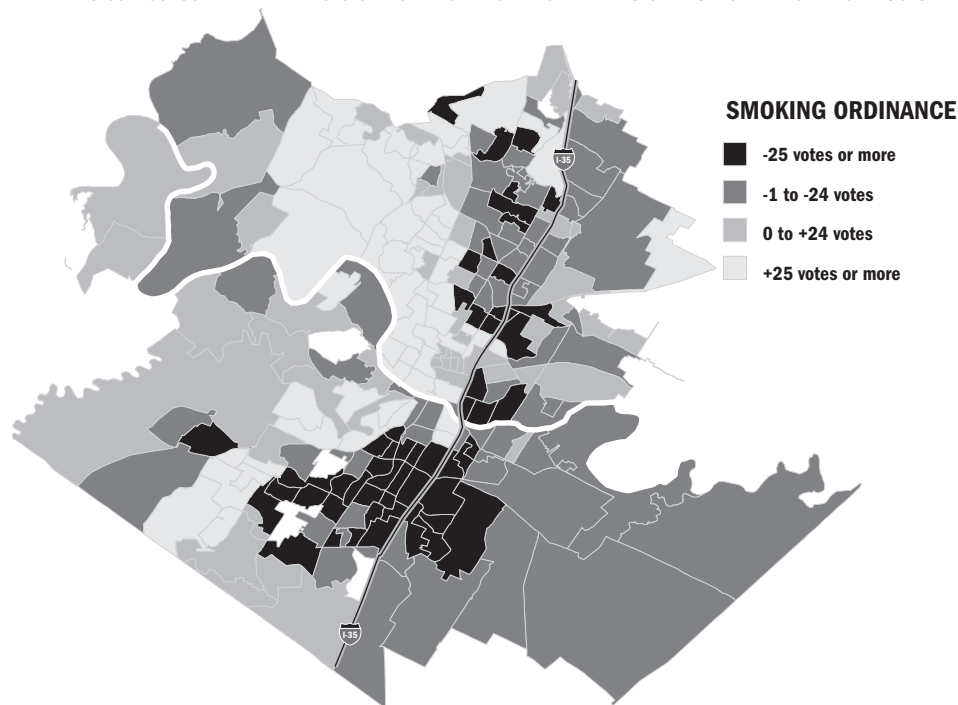 SMOKING ORDINANCE
-25 votes or more
-1 to -24 votes
0 to +24 votes
+25 votes or more
I-35
I-35